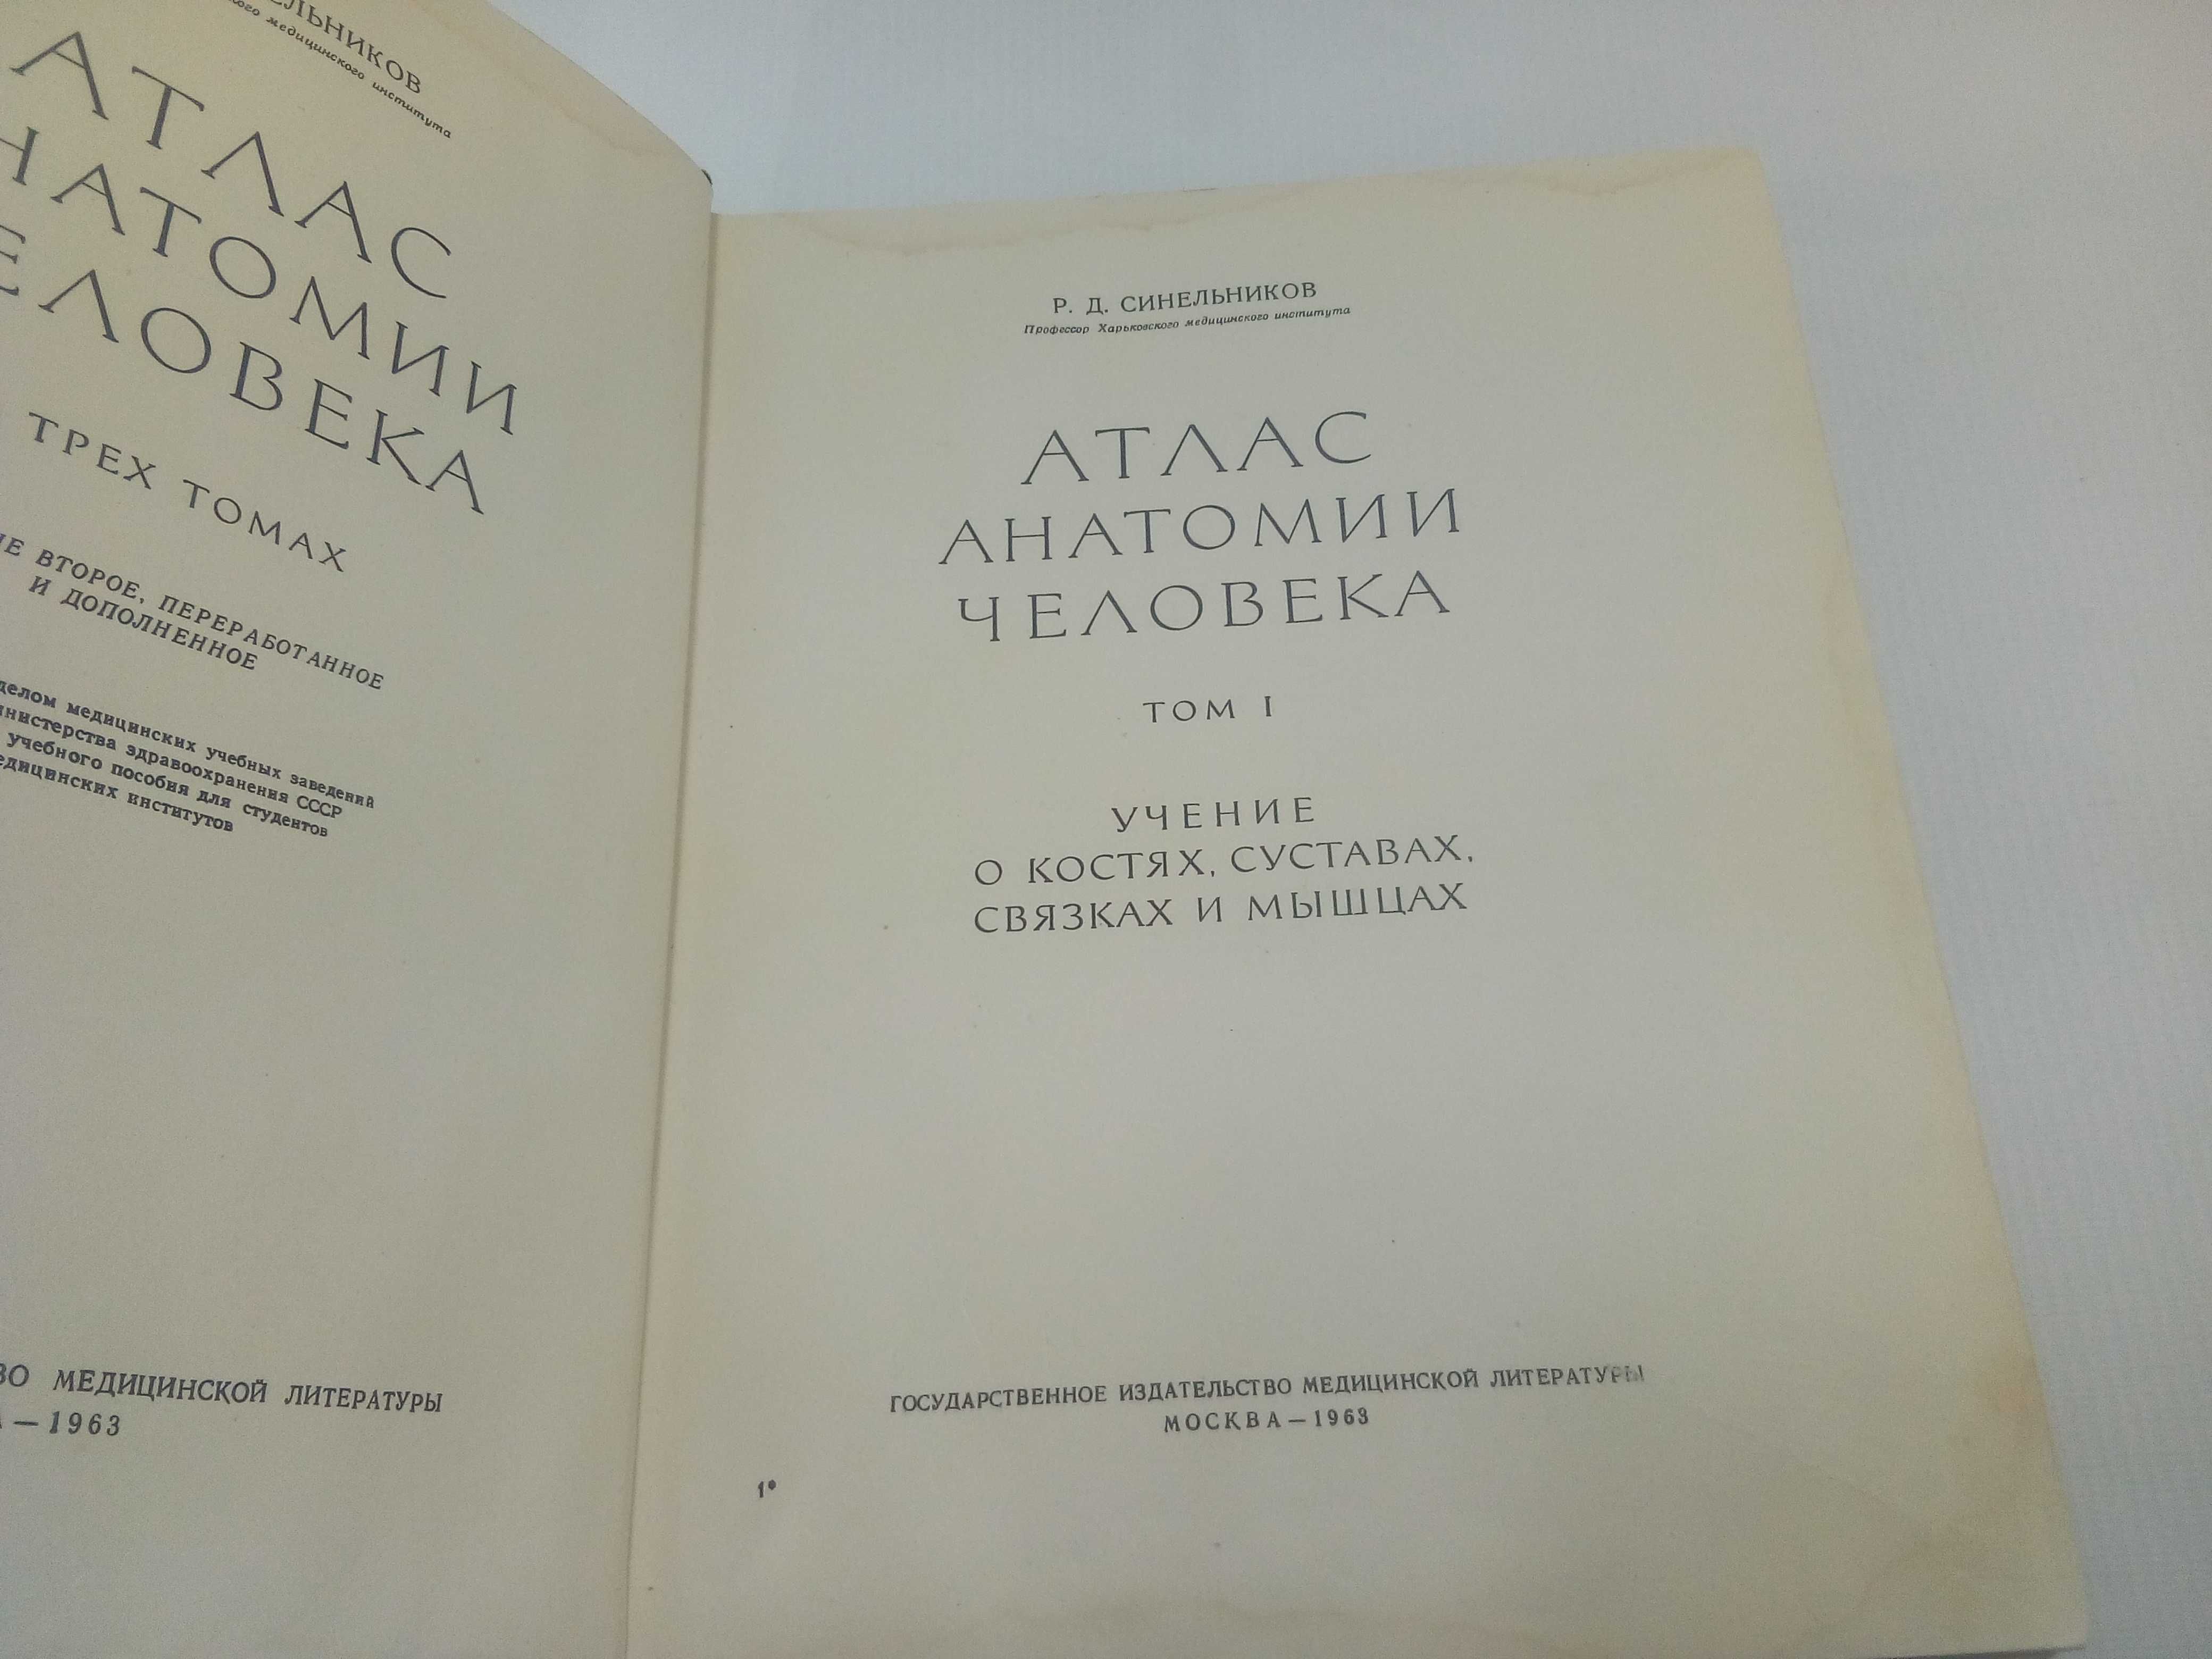 ЕЛЬНИКОВ
медицинского института
АТЛАС
НАТОМИИ
ЕЛОВЕКА
ТРЕХ ТОМАХ
ИЕ ВТОРОЕ, ПЕРЕРАБОТАННОЕ
И ДОПОЛНЕННОЕ
делом медицинских учебных заведений
инистерства здравоохранения СССР
учебного пособия для студентов
едицинских институтов
ВО МЕДИЦИНСКОЙ ЛИТЕРАТУРЫ
А — 1963
Р. Д. СИНЕЛЬНИКОВ
Профессор Харьковского медицинского института
АТЛАС
АНАТОМИИ
ЧЕЛОВЕКА
ТОМ I
УЧЕНИЕ
О КОСТЯХ, СУСТАВАХ,
СВЯЗКАХ И МЫШЦАХ
ГОСУДАРСТВЕННОЕ ИЗДАТЕЛЬСТВО МЕДИЦИНСКОЙ ЛИТЕРАТУРЫ
МОСКВА — 1963
1*